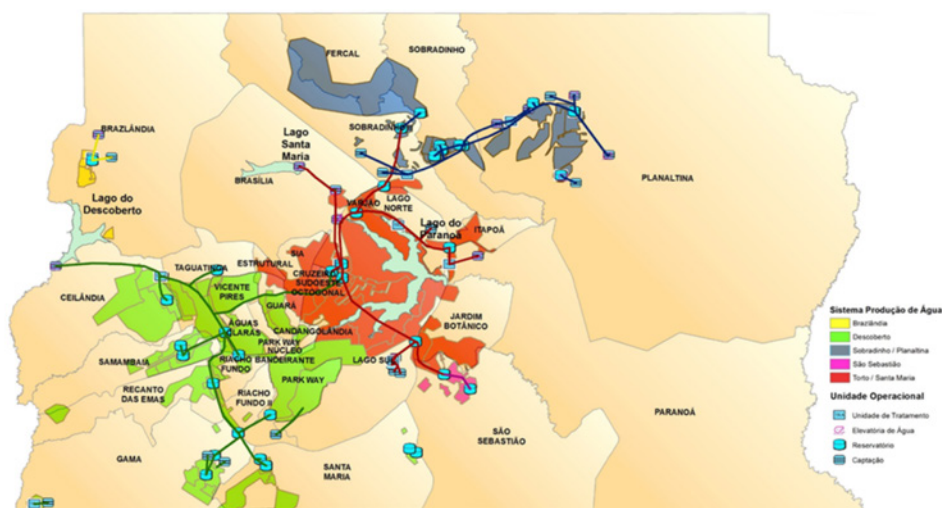 FERCAL
SOBRADINHO
BRAZLÂNDIA
Lago
Santa
Maria
SOBRADINHO II
BRASÍLIA
PLANALTINA
Lago do
Descoberto
VARJÃO
LAGO
NORTE
Lago do
Paranoá
ITAPOÃ
SIA
ESTRUTURAL
TAGUATINGA
CEILÂNDIA
VICENTE
PIRES
CRUZEIRO
SUDOESTE
OCTOGONAL
GUARÁ
JARDIM
BOTÂNICO
ÁGUAS
CLARAS
CANDANGOLÂNDIA
PARK WAY
NÚCLEO
BANDEIRANTE
SAMAMBAIA
RIACHO
FUNDO
LAGO SUL
PARK WAY
RECANTO
DAS EMAS
RIACHO
FUNDO II
PARANOÁ
SÃO
SEBASTIÃO
GAMA
SANTA
MARIA
Sistema Produção de Água
Brazlândia
Descoberto
Sobradinho / Planaltina
São Sebastião
Torto / Santa Maria
Unidade Operacional
Unidade de Tratamento
Elevatória de Água
Reservatório
Captação